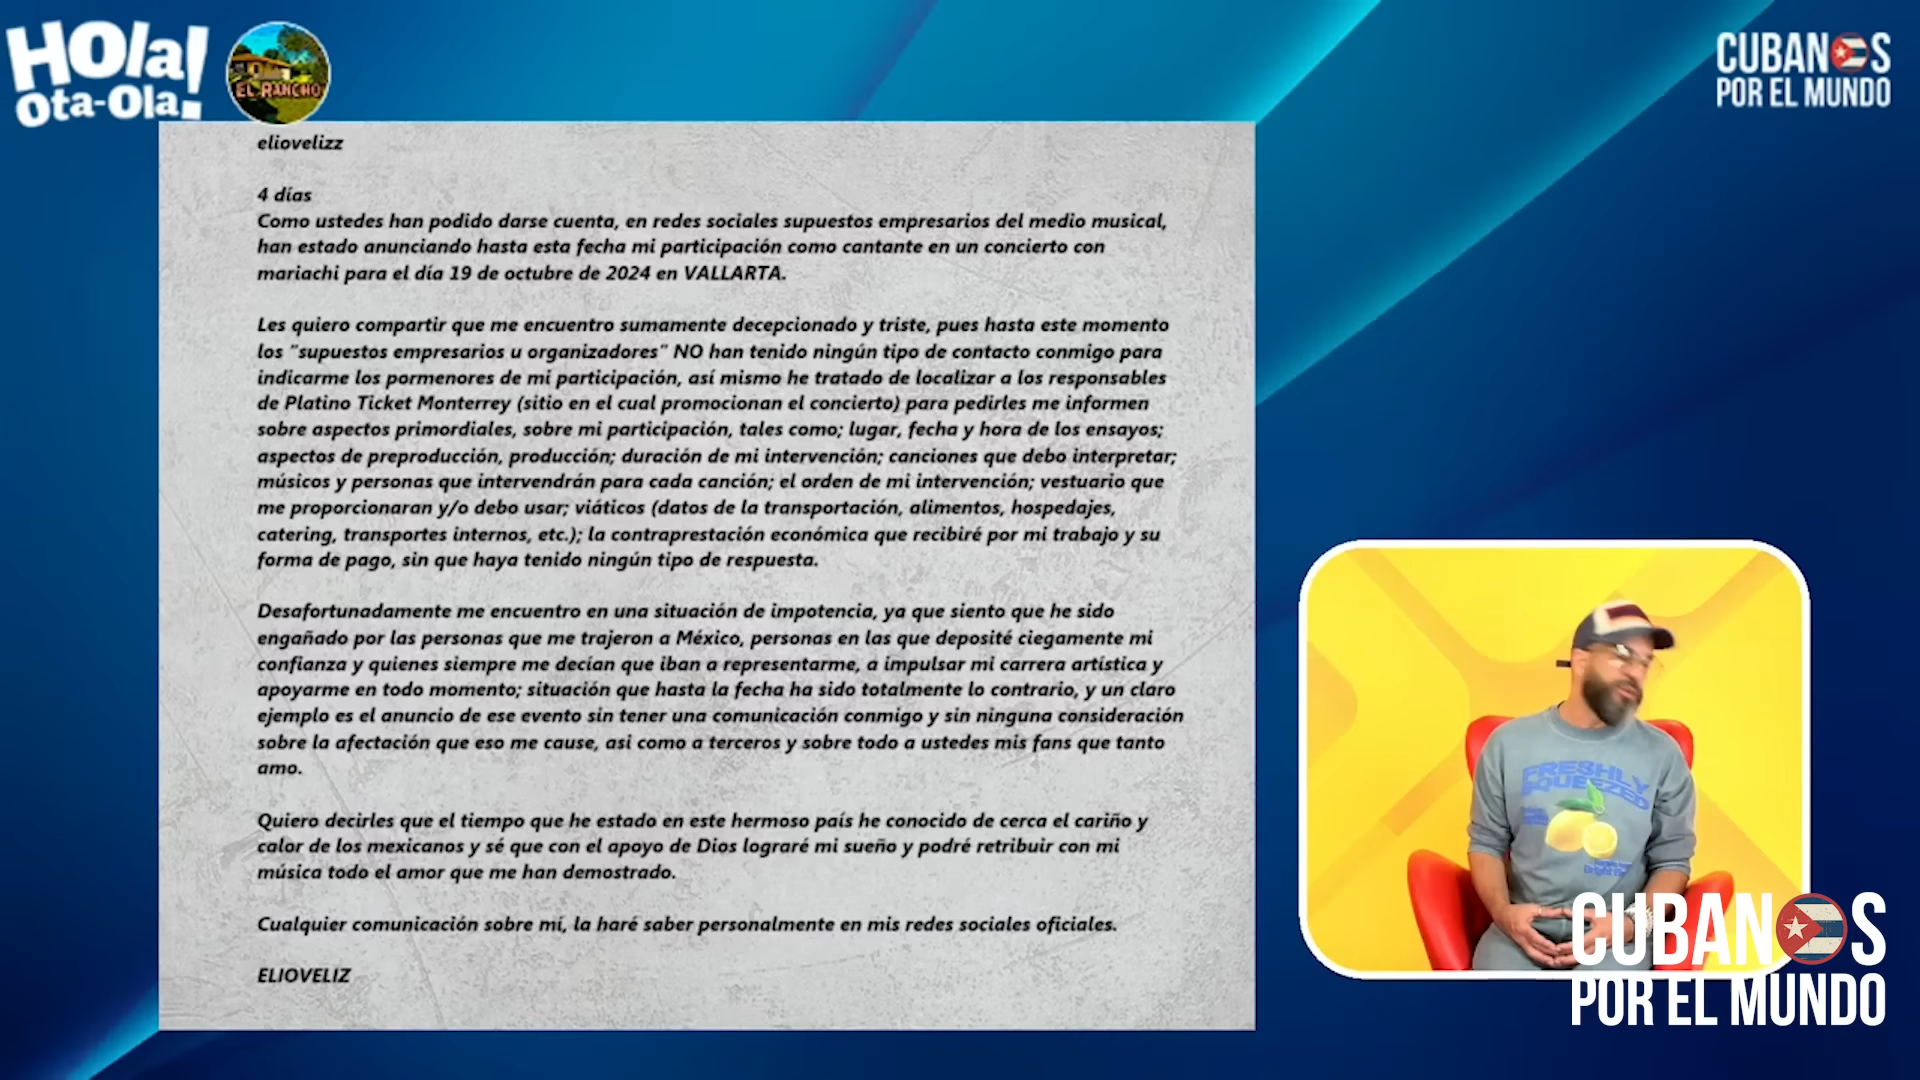 HOla!
Ota-Ola!
EL RANCHO
CUBANOS
POR EL MUNDO
eliovelizz
4 días
Como ustedes han podido darse cuenta, en redes sociales supuestos empresarios del medio musical,
han estado anunciando hasta esta fecha mi participación como cantante en un concierto con
mariachi para el día 19 de octubre de 2024 en VALLARTA.
Les quiero compartir que me encuentro sumamente decepcionado y triste, pues hasta este momento
los "supuestos empresarios u organizadores" NO han tenido ningún tipo de contacto conmigo para
indicarme los pormenores de mi participación, así mismo he tratado de localizar a los responsables
de Platino Ticket Monterrey (sitio en el cual promocionan el concierto) para pedirles me informen
sobre aspectos primordiales, sobre mi participación, tales como; lugar, fecha y hora de los ensayos;
aspectos de preproducción, producción; duración de mi intervención; canciones que debo interpretar;
músicos y personas que intervendrán para cada canción; el orden de mi intervención; vestuario que
me proporcionaran y/o debo usar; viáticos (datos de la transportación, alimentos, hospedajes,
catering, transportes internos, etc.); la contraprestación económica que recibiré por mi trabajo y su
forma de pago, sin que haya tenido ningún tipo de respuesta.
Desafortunadamente me encuentro en una situación de impotencia, ya que siento que he sido
engañado por las personas que me trajeron a México, personas en las que deposité ciegamente mi
confianza y quienes siempre me decían que iban a representarme, a impulsar mi carrera artística y
apoyarme en todo momento; situación que hasta la fecha ha sido totalmente lo contrario, y un claro
ejemplo es el anuncio de ese evento sin tener una comunicación conmigo y sin ninguna consideración
sobre la afectación que eso me cause, asi como a terceros y sobre todo a ustedes mis fans que tanto
amo.
Quiero decirles que el tiempo que he estado en este hermoso país he conocido de cerca el cariño y
calor de los mexicanos y sé que con el apoyo de Dios lograré mi sueño y podré retribuir con mi
música todo el amor que me han demostrado.
Cualquier comunicación sobre mí, la haré saber personalmente en mis redes sociales oficiales.
ELIOVELIZ
FRESHLY
SQUEEZED
CUBANOS
POR EL MUNDO